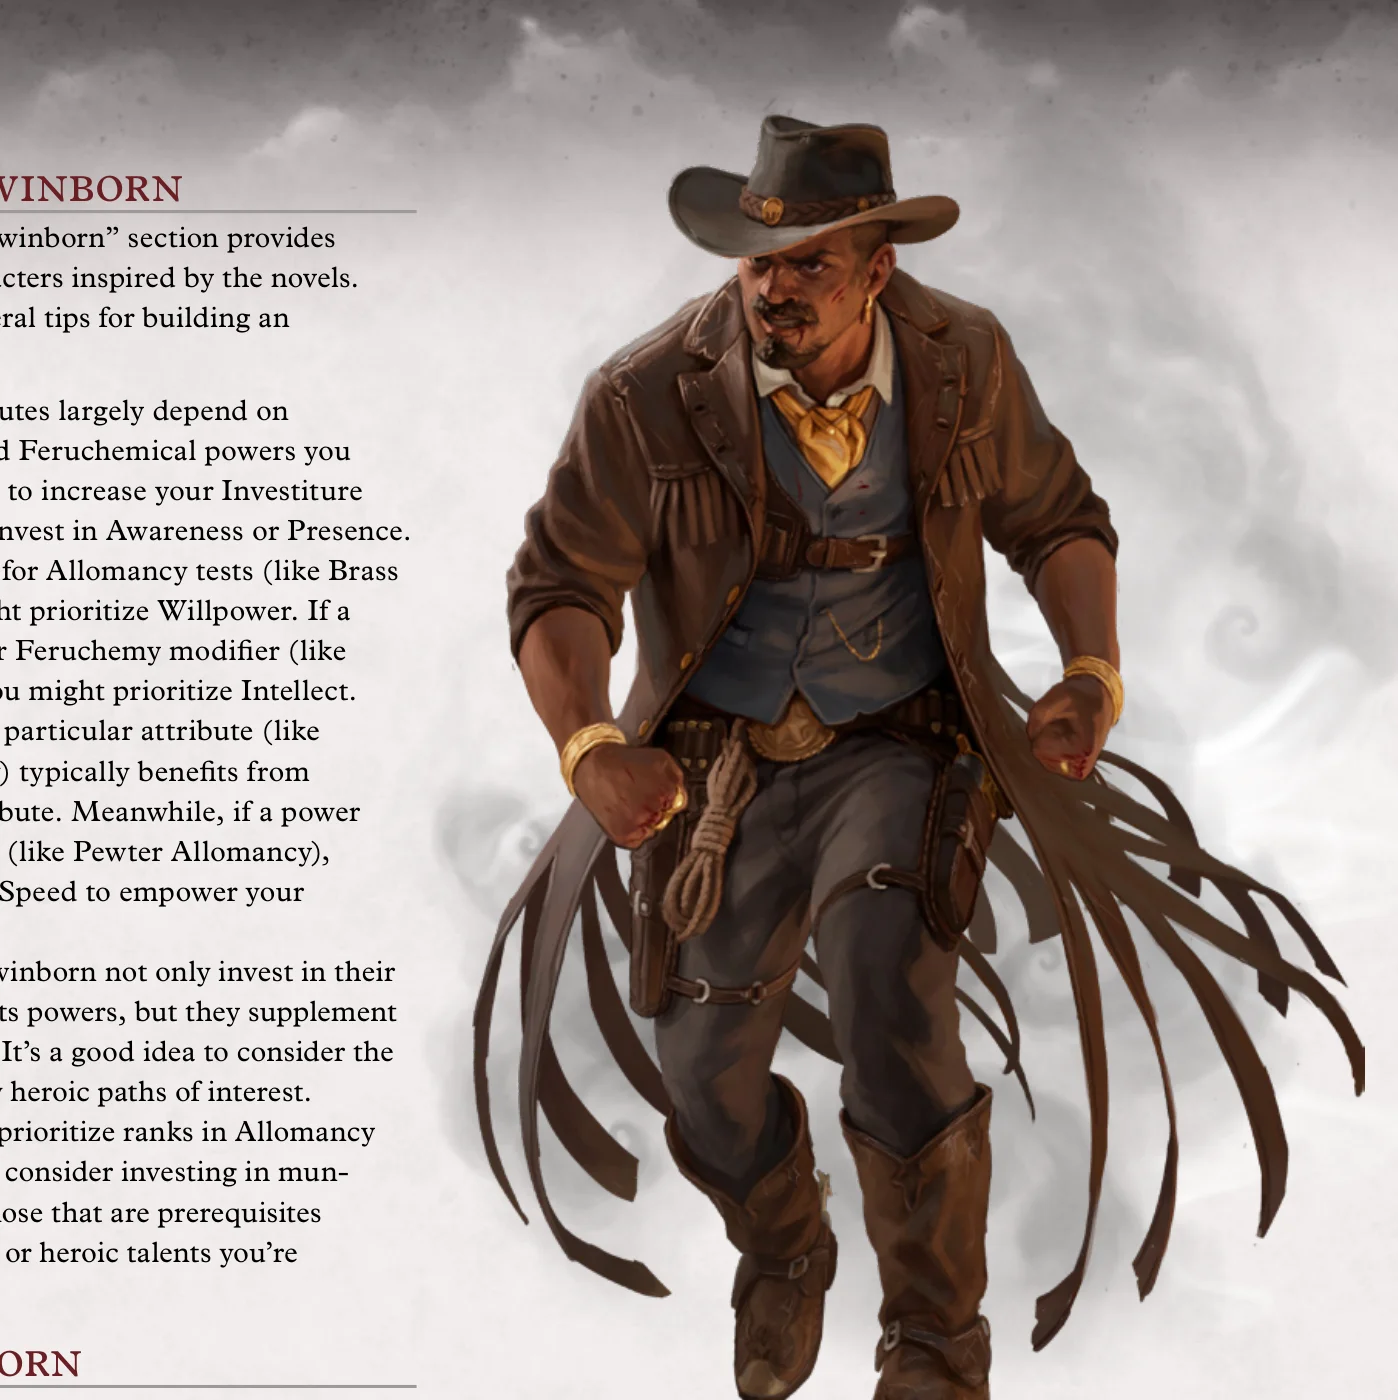 WINBORN
winborn” section provides
cters inspired by the novels.
eral tips for building an
utes largely depend on
d Feruchemical powers you
to increase your Investiture
nvest in Awareness or Presence.
for Allomancy tests (like Brass
ht prioritize Willpower. If a
r Feruchemy modifier (like
ou might prioritize Intellect.
particular attribute (like
) typically benefits from
bute. Meanwhile, if a power
(like Pewter Allomancy),
Speed to empower your
winborn not only invest in their
ts powers, but they supplement
It’s a good idea to consider the
y heroic paths of interest.
prioritize ranks in Allomancy
consider investing in mun-
hose that are prerequisites
or heroic talents you’re
ORN